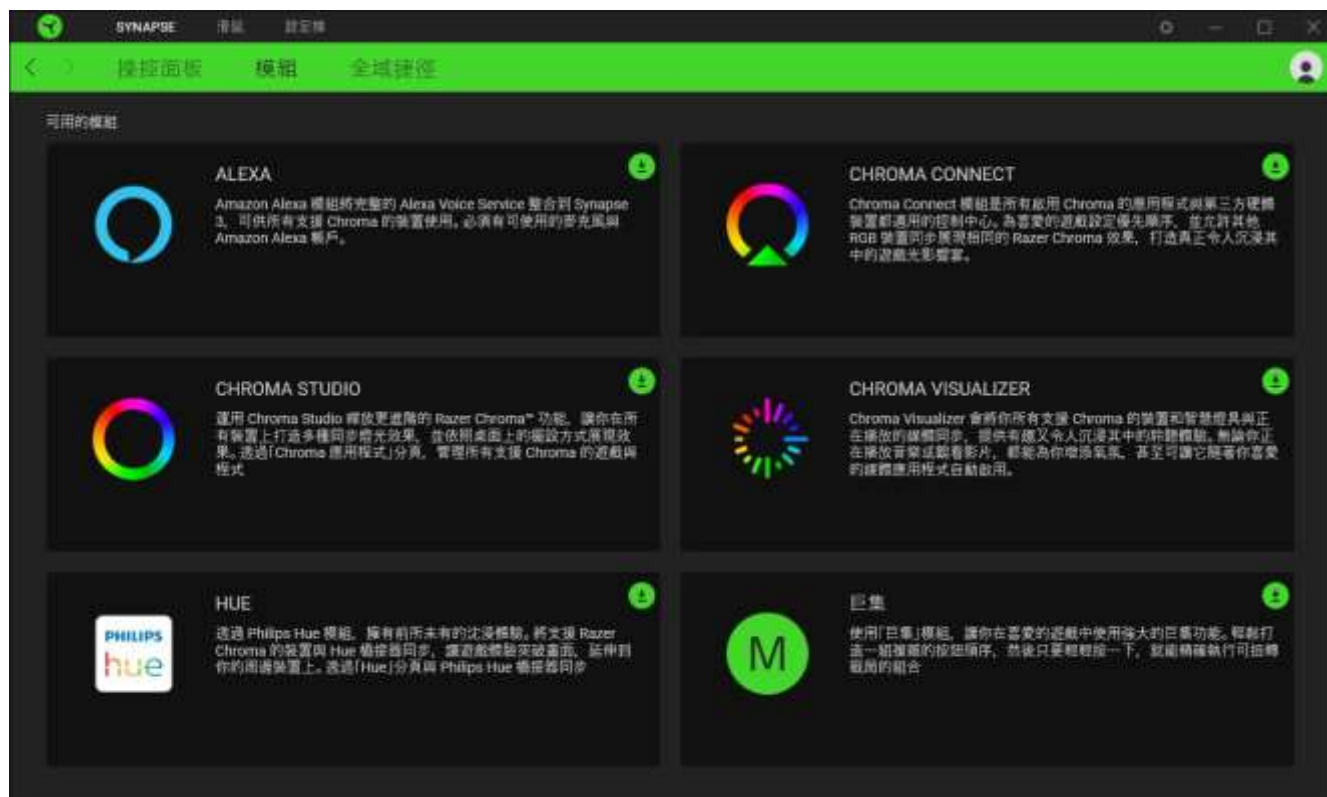 SYNAPSE 滑鼠 設定檔
操控面板 模組 全域捷徑
可用的模組
ALEXA
Amazon Alexa 模組將完整的 Alexa Voice Service 整合到 Synapse
3，可供所有支援 Chroma 的裝置使用。必須有可使用的麥克風與
Amazon Alexa 帳戶。
CHROMA CONNECT
Chroma Connect 模組是所有啟用 Chroma 的應用程式與第三方硬體
裝置都適用的控制中心。為喜愛的遊戲設定優先順序，並允許其他
RGB 裝置同步展現相同的 Razer Chroma 效果，打造真正令人沉浸其
中的遊戲光影饗宴。
CHROMA STUDIO
運用 Chroma Studio 釋放更進階的 Razer Chroma™ 功能，讓你在所
有裝置上打造多種同步燈光效果，並依照桌面上的擺設方式展現效
果。透過「Chroma 應用程式」分頁，管理所有支援 Chroma 的遊戲與
程式
CHROMA VISUALIZER
Chroma Visualizer 會將你所有支援 Chroma 的裝置和智慧燈具與正
在播放的媒體同步，提供有趣又令人沉浸其中的聆聽體驗。無論你正
在播放音樂或觀看影片，都能為你增添氣氛，甚至可讓它隨著你喜愛
的媒體應用程式自動啟用。
PHILIPS
hue
HUE
透過 Philips Hue 模組，擁有前所未有的沈浸體驗。將支援 Razer
Chroma 的裝置與 Hue 橋接器同步，讓遊戲體驗突破畫面，延伸到
你的周邊裝置上。透過「Hue」分頁與 Philips Hue 橋接器同步
M
巨集
使用「巨集」模組，讓你在喜愛的遊戲中使用強大的巨集功能。輕鬆打
造一組複雜的按鈕順序，然後只要輕輕按一下，就能精確執行可扭轉
戰局的組合